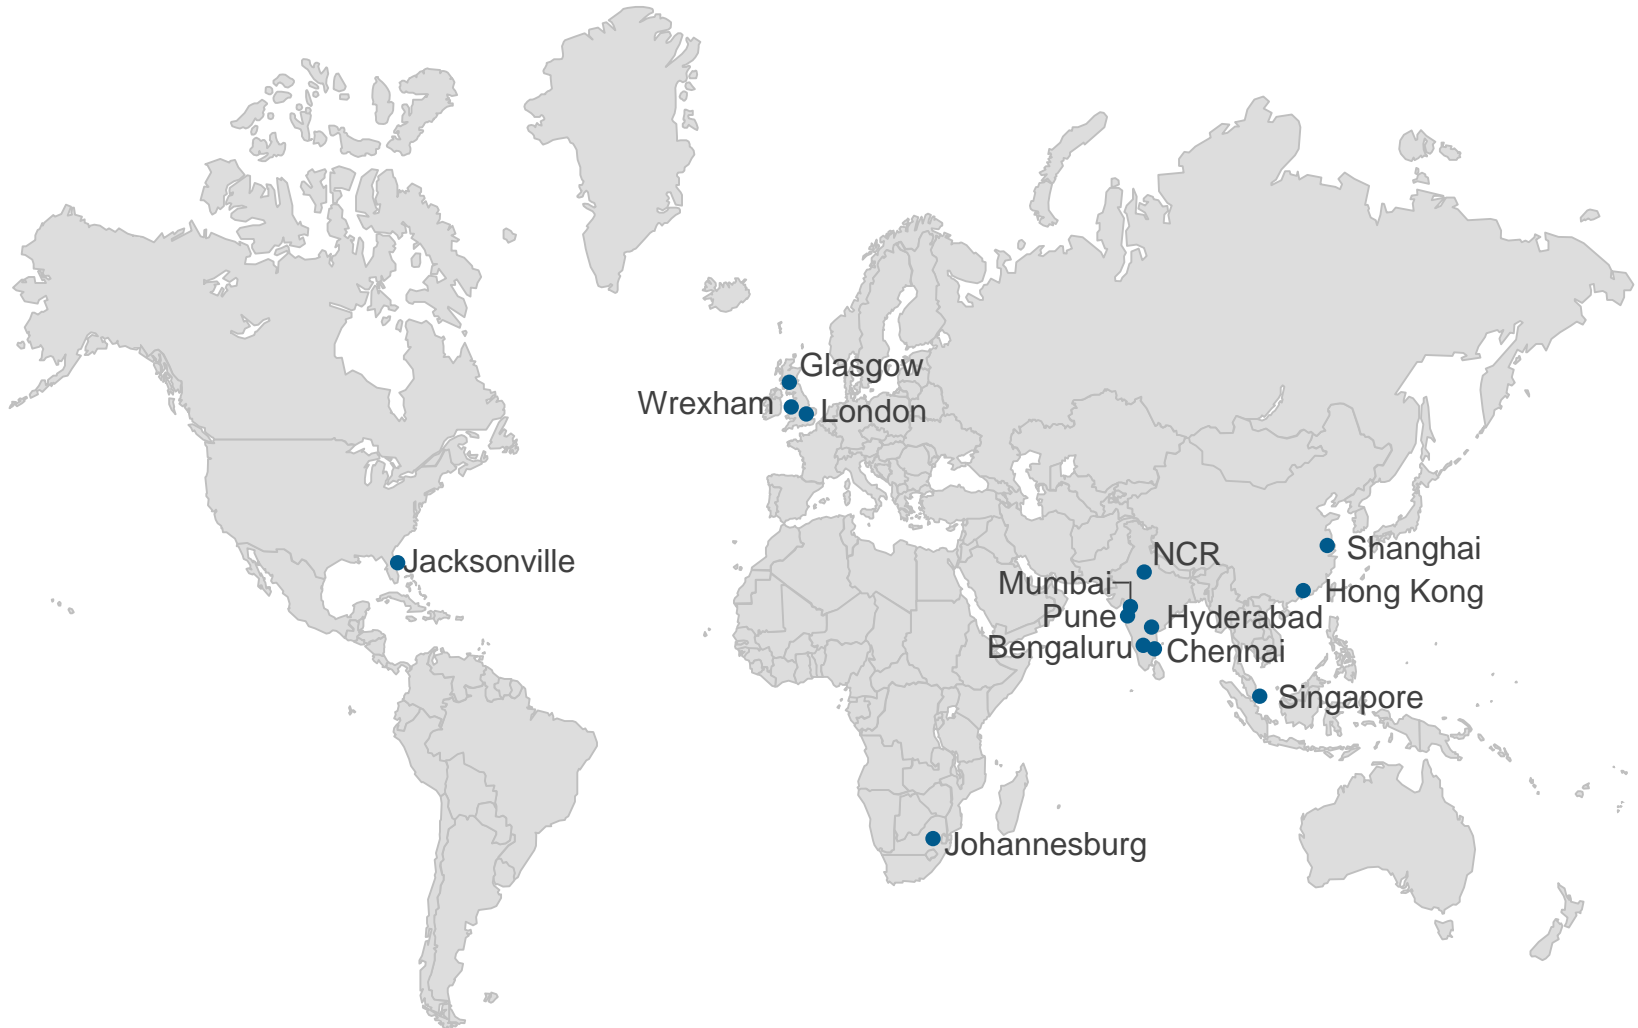 Glasgow
Wrexham
London
Jacksonville
Shanghai
NCR
Mumbai
Hong Kong
Pune
Hyderabad
Bengaluru
Chennai
Singapore
Johannesburg